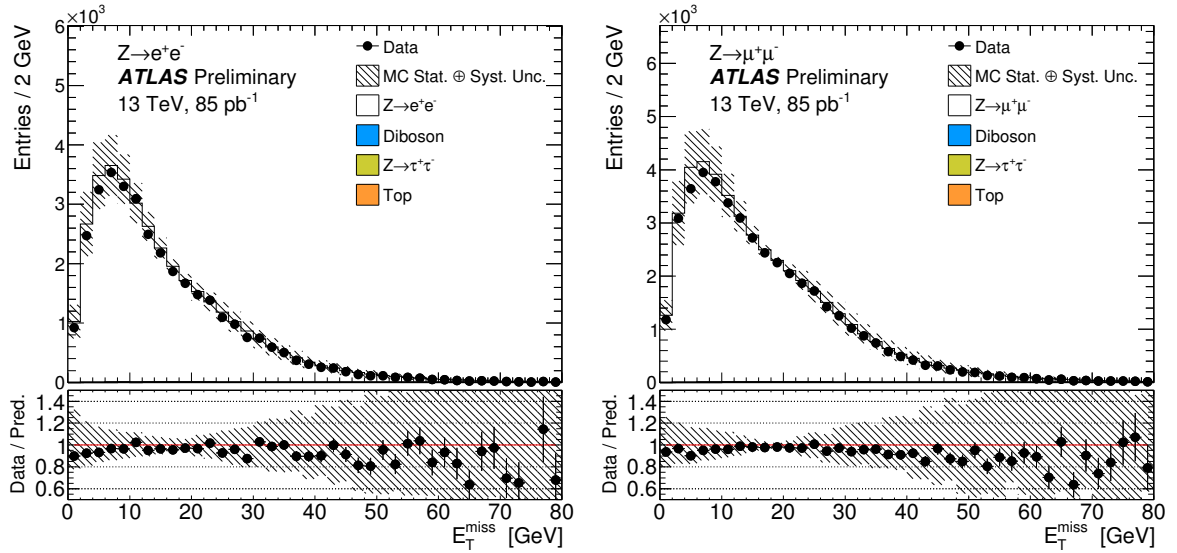 ×10³
Entries / 2 GeV
6
5
4
3
2
1
0
Z→e⁺e⁻
ATLAS Preliminary
13 TeV, 85 pb⁻¹
Data
MC Stat. ⊕ Syst. Unc.
Z→e⁺e⁻
Diboson
Z→τ⁺τ⁻
Top
Data / Pred.
1.4
1.2
1
0.8
0.6
0 10 20 30 40 50 60 70 80
E_T^miss [GeV]
×10³
Entries / 2 GeV
6
5
4
3
2
1
0
Z→μ⁺μ⁻
ATLAS Preliminary
13 TeV, 85 pb⁻¹
Data
MC Stat. ⊕ Syst. Unc.
Z→μ⁺μ⁻
Diboson
Z→τ⁺τ⁻
Top
Data / Pred.
1.4
1.2
1
0.8
0.6
0 10 20 30 40 50 60 70 80
E_T^miss [GeV]